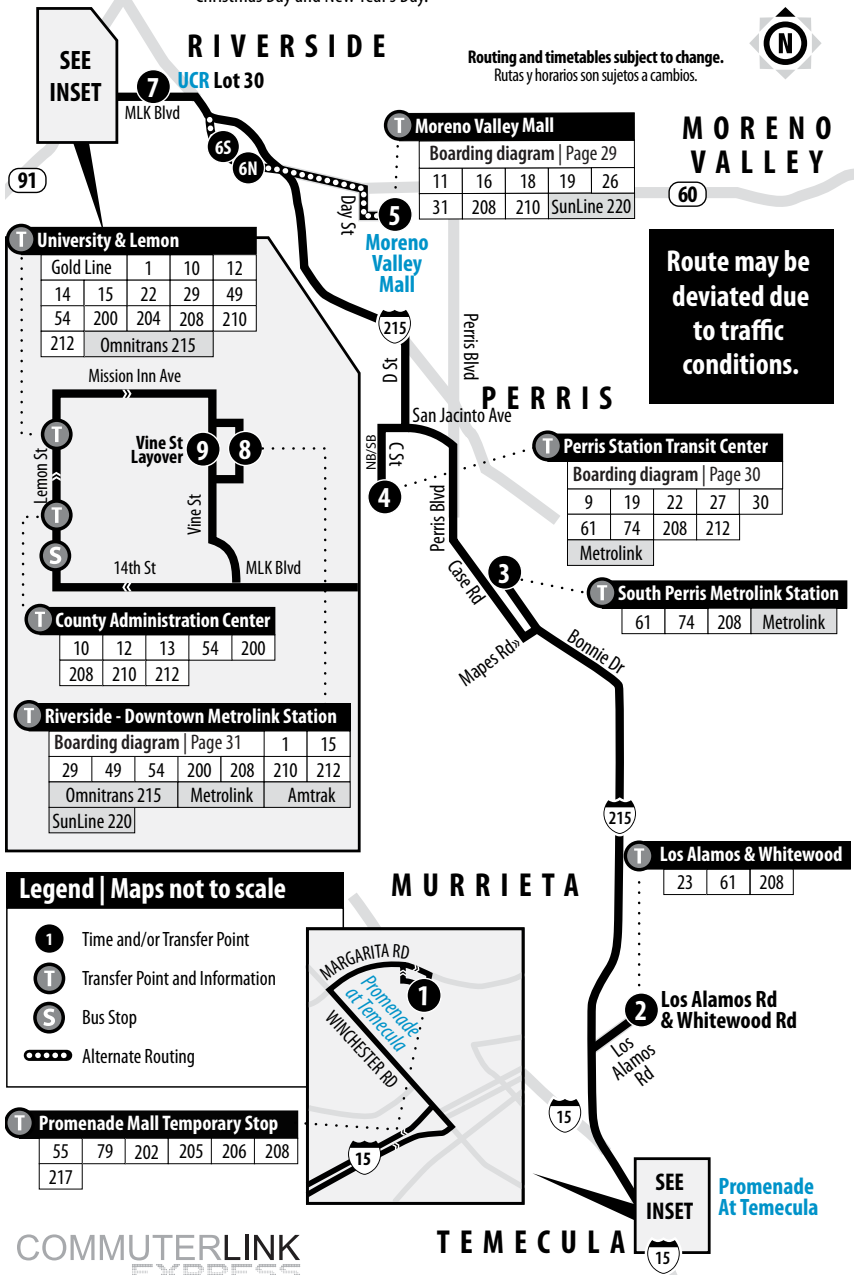 Christmas Day and New Year's Day.
RIVERSIDE
Routing and timetables subject to change.
Rutas y horarios son sujetos a cambios.
N
SEE
INSET
7
UCR Lot 30
MLK Blvd
6S
6N
91
T Moreno Valley Mall
Boarding diagram | Page 29
11 16 18 19 26
31 208 210 SunLine 220
MORENO
VALLEY
60
Day St
5
Moreno
Valley
Mall
Route may be
deviated due
to traffic
conditions.
T University & Lemon
Gold Line 1 10 12
14 15 22 29 49
54 200 204 208 210
212 Omnitrans 215
Mission Inn Ave
Lemon St
T
T
S
Vine St
Layover
9
8
Vine St
14th St
MLK Blvd
T County Administration Center
10 12 13 54 200
208 210 212
T Riverside - Downtown Metrolink Station
Boarding diagram | Page 31 1 15
29 49 54 200 208 210 212
Omnitrans 215 Metrolink Amtrak
SunLine 220
215
D St
Perris Blvd
PERRIS
San Jacinto Ave
NB/SB
C St
4
Perris Blvd
T Perris Station Transit Center
Boarding diagram | Page 30
9 19 22 27 30
61 74 208 212
Metrolink
3
Case Rd
Mapes Rd
Bonnie Dr
T South Perris Metrolink Station
61 74 208 Metrolink
215
MURRIETA
T Los Alamos & Whitewood
23 61 208
2
Los Alamos Rd
& Whitewood Rd
Los
Alamos
Rd
15
Legend | Maps not to scale
1 Time and/or Transfer Point
T Transfer Point and Information
S Bus Stop
Alternate Routing
MARGARITA RD
1
Promenade
at Temecula
WINCHESTER RD
15
T Promenade Mall Temporary Stop
55 79 202 205 206 208
217
SEE
INSET
15
Promenade
At Temecula
TEMECULA
COMMUTERLINK
EXPRESS